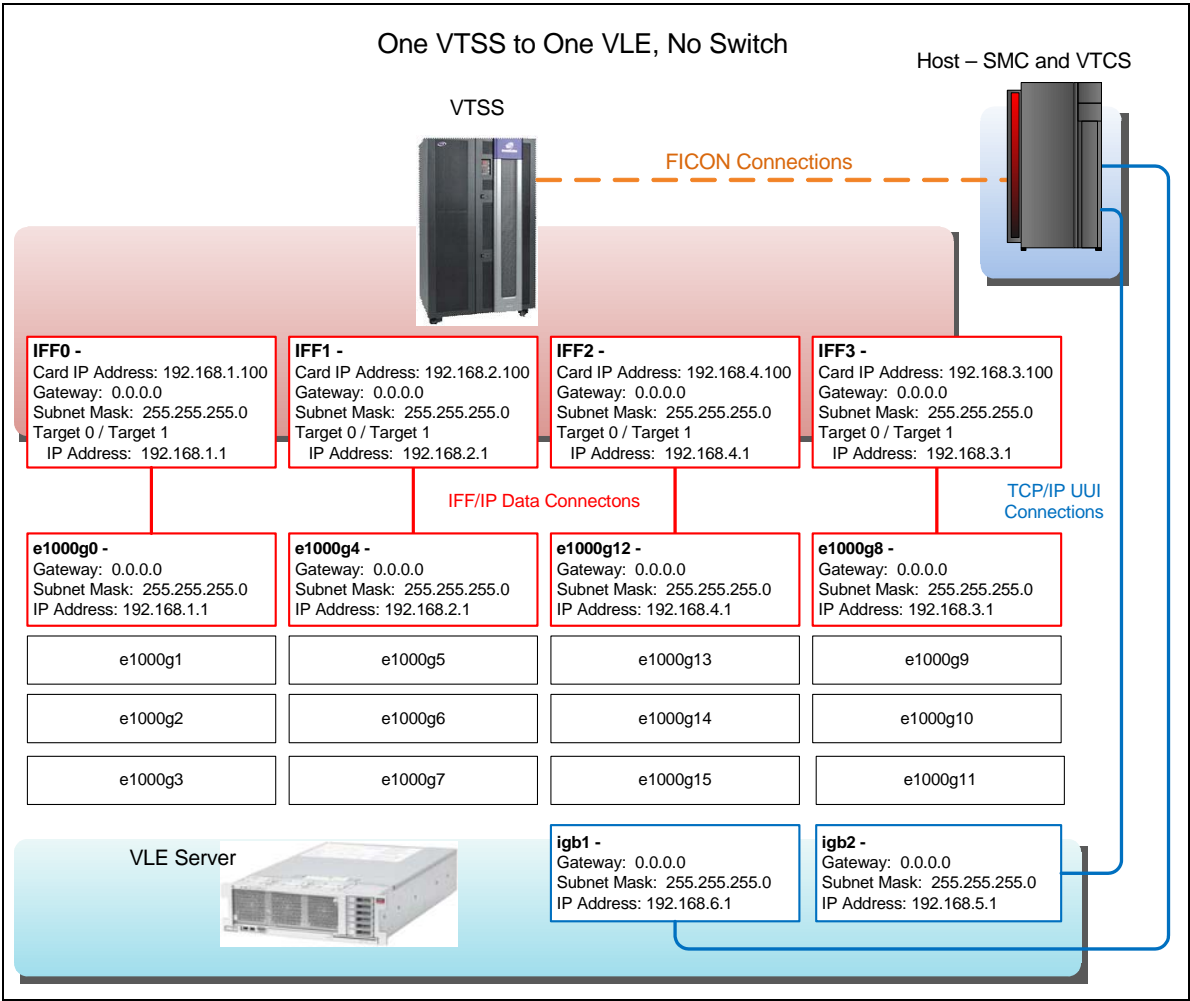 One VTSS to One VLE, No Switch
Host – SMC and VTCS
VTSS
FICON Connections
IFF0 -
Card IP Address: 192.168.1.100
Gateway: 0.0.0.0
Subnet Mask: 255.255.255.0
Target 0 / Target 1
IP Address: 192.168.1.1
IFF1 -
Card IP Address: 192.168.2.100
Gateway: 0.0.0.0
Subnet Mask: 255.255.255.0
Target 0 / Target 1
IP Address: 192.168.2.1
IFF2 -
Card IP Address: 192.168.4.100
Gateway: 0.0.0.0
Subnet Mask: 255.255.255.0
Target 0 / Target 1
IP Address: 192.168.4.1
IFF3 -
Card IP Address: 192.168.3.100
Gateway: 0.0.0.0
Subnet Mask: 255.255.255.0
Target 0 / Target 1
IP Address: 192.168.3.1
IFF/IP Data Connectons
TCP/IP UUI
Connections
e1000g0 -
Gateway: 0.0.0.0
Subnet Mask: 255.255.255.0
IP Address: 192.168.1.1
e1000g4 -
Gateway: 0.0.0.0
Subnet Mask: 255.255.255.0
IP Address: 192.168.2.1
e1000g12 -
Gateway: 0.0.0.0
Subnet Mask: 255.255.255.0
IP Address: 192.168.4.1
e1000g8 -
Gateway: 0.0.0.0
Subnet Mask: 255.255.255.0
IP Address: 192.168.3.1
e1000g1
e1000g5
e1000g13
e1000g9
e1000g2
e1000g6
e1000g14
e1000g10
e1000g3
e1000g7
e1000g15
e1000g11
VLE Server
igb1 -
Gateway: 0.0.0.0
Subnet Mask: 255.255.255.0
IP Address: 192.168.6.1
igb2 -
Gateway: 0.0.0.0
Subnet Mask: 255.255.255.0
IP Address: 192.168.5.1